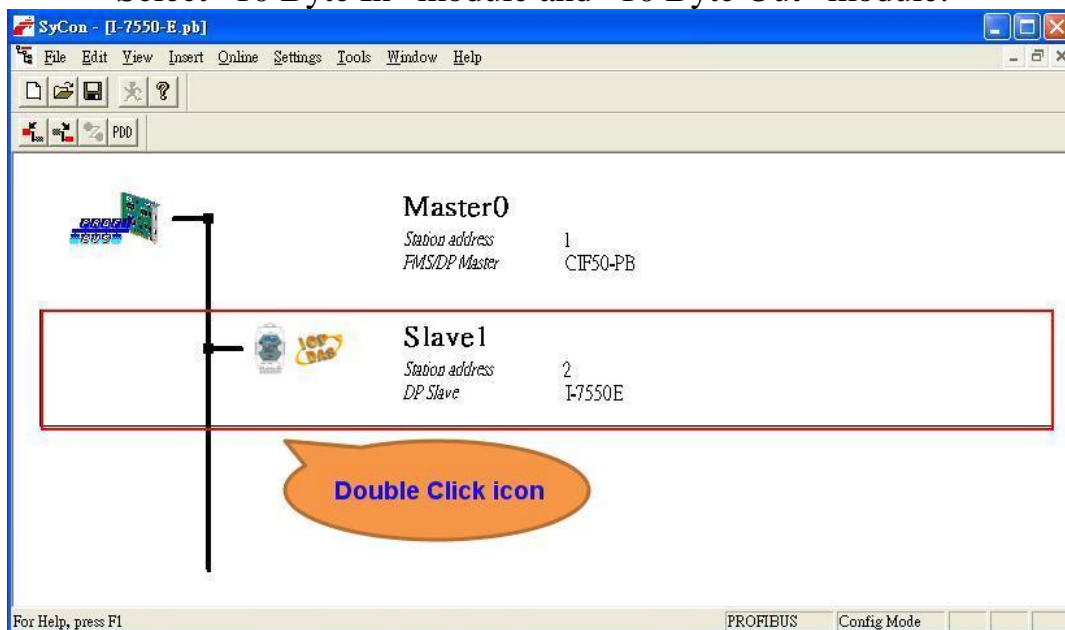 Select "16 Byte In" module and "16 Byte Out" module.
SyCon - [I-7550-E.pb]
File Edit View Insert Online Settings Tools Window Help
PDD
Master0
Station address 1
FMS/DP Master CIF50-PB
ICP
DAS
Slave1
Station address 2
DP Slave I-7550E
Double Click icon
For Help, press F1 PROFIBUS Config Mode